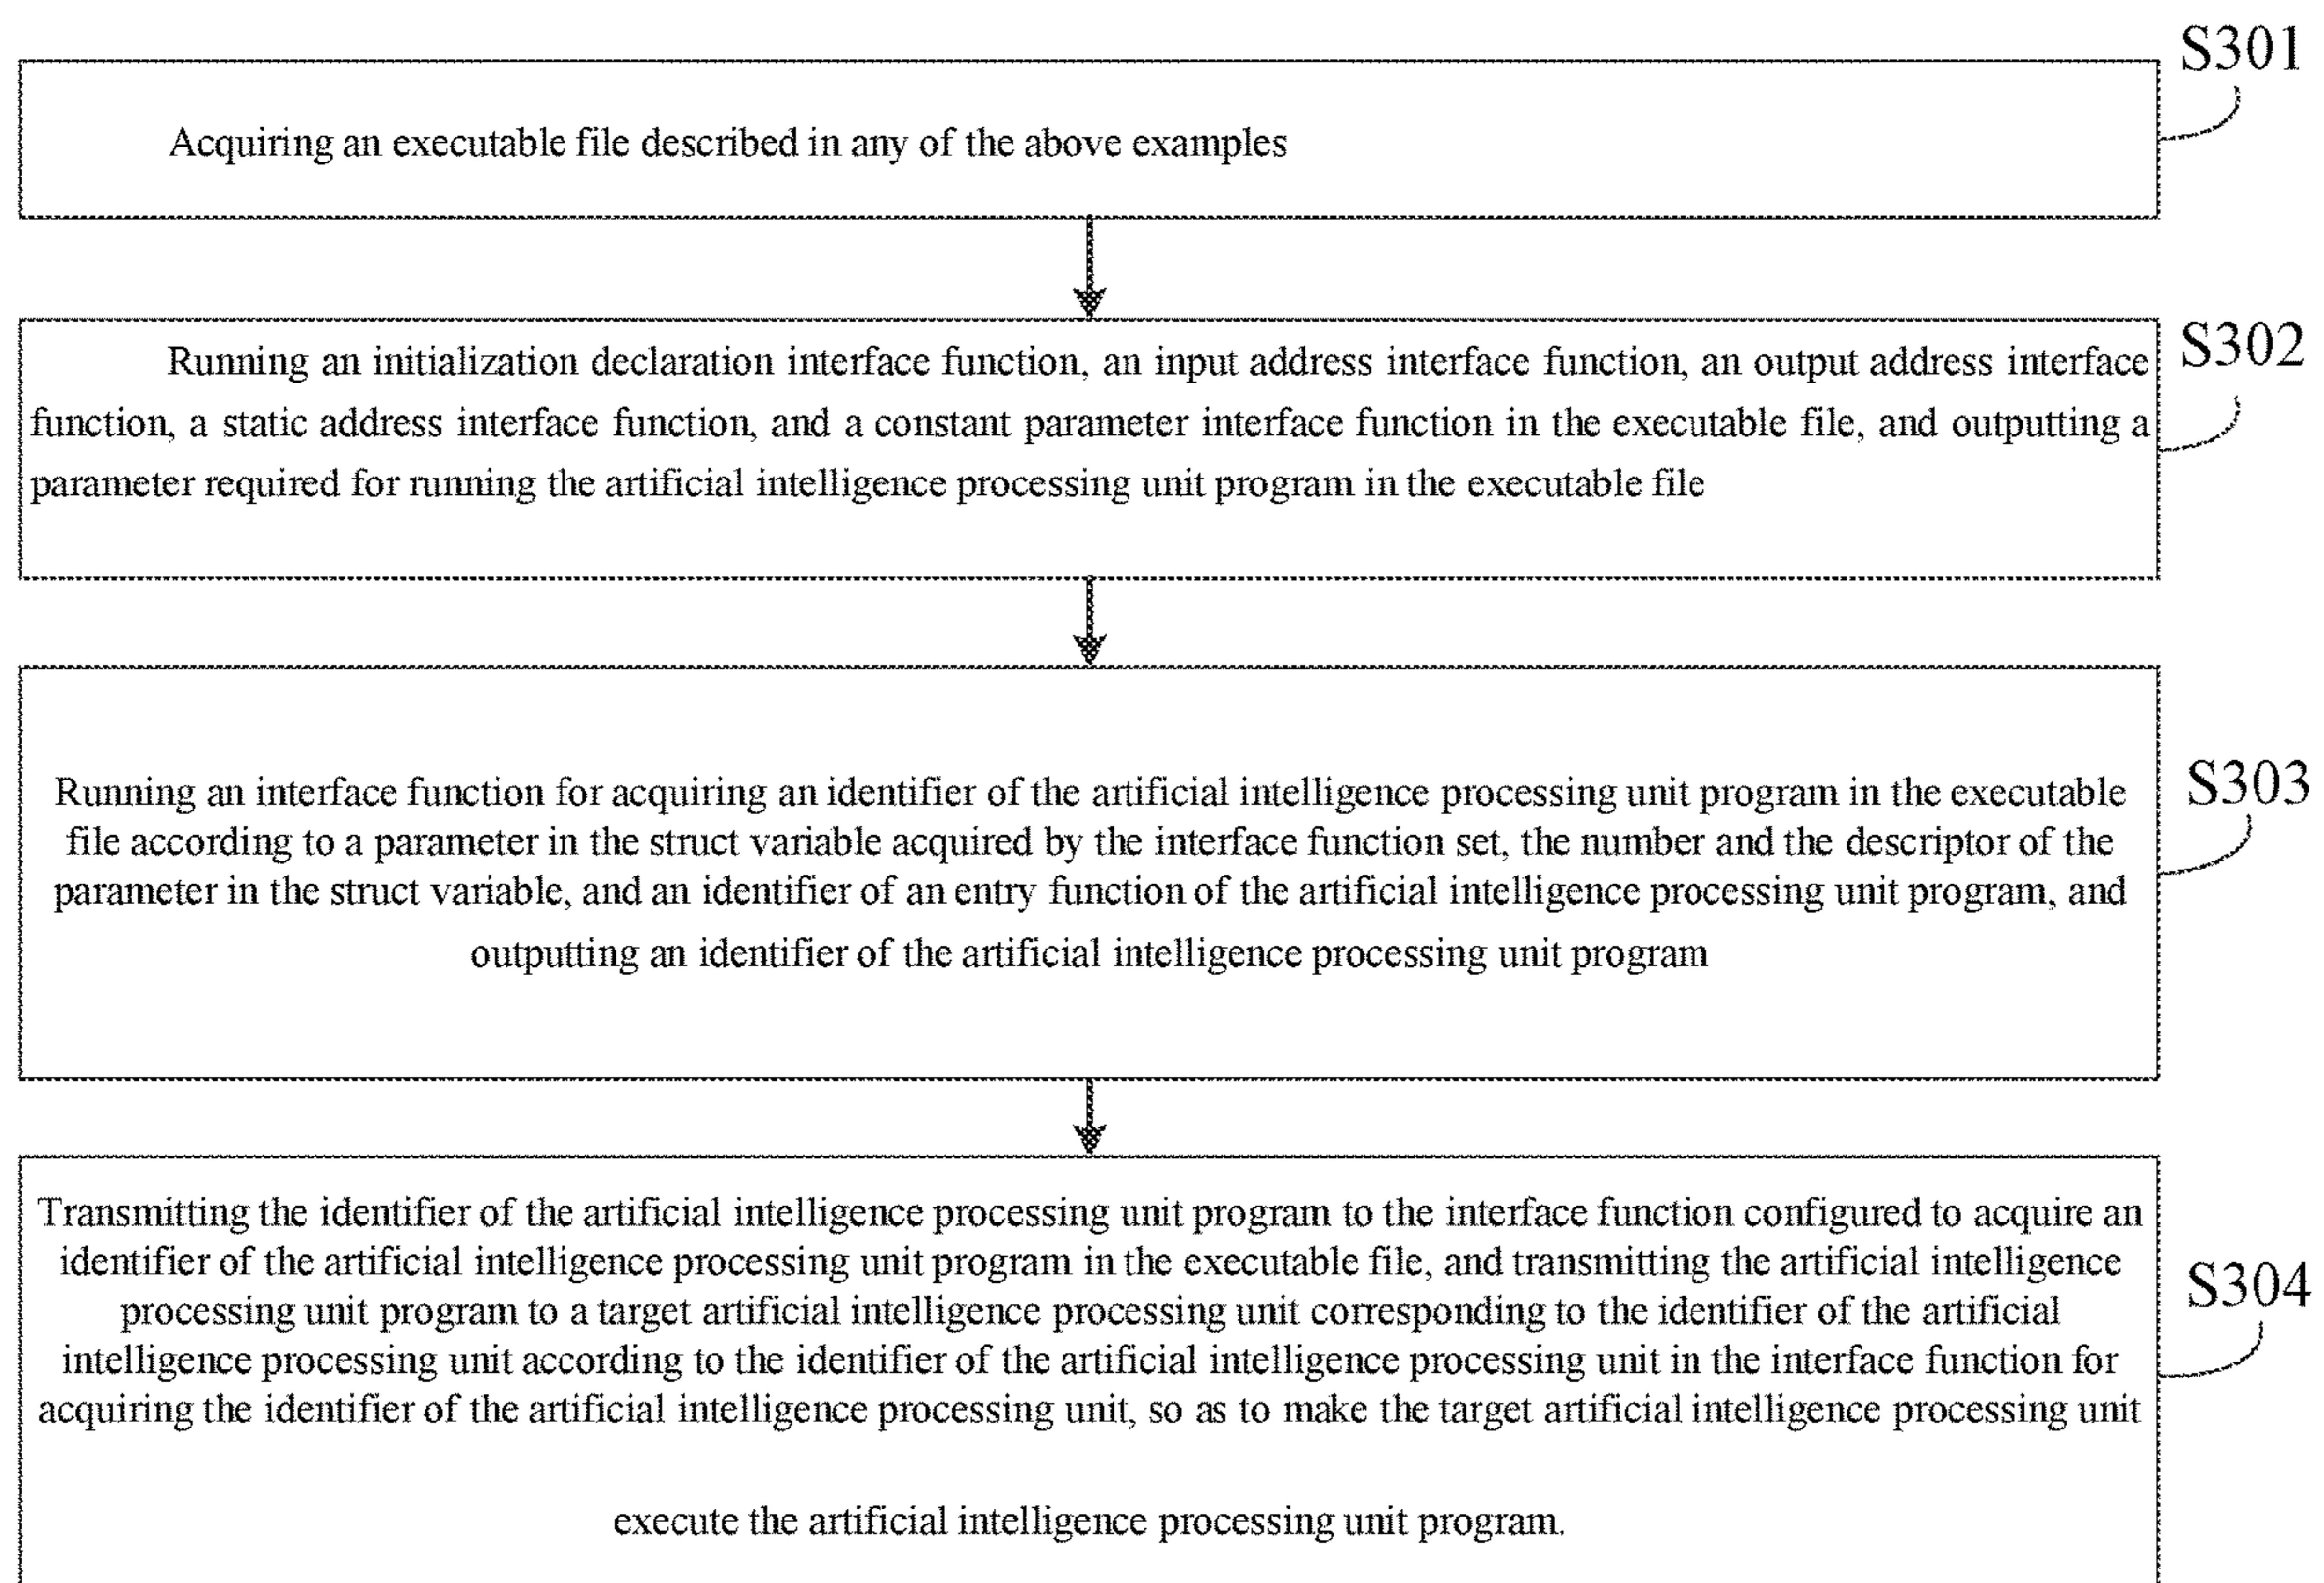 S301
Acquiring an executable file described in any of the above examples
S302
Running an initialization declaration interface function, an input address interface function, an output address interface
function, a static address interface function, and a constant parameter interface function in the executable file, and outputting a
parameter required for running the artificial intelligence processing unit program in the executable file
S303
Running an interface function for acquiring an identifier of the artificial intelligence processing unit program in the executable
file according to a parameter in the struct variable acquired by the interface function set, the number and the descriptor of the
parameter in the struct variable, and an identifier of an entry function of the artificial intelligence processing unit program, and
outputting an identifier of the artificial intelligence processing unit program
S304
Transmitting the identifier of the artificial intelligence processing unit program to the interface function configured to acquire an
identifier of the artificial intelligence processing unit program in the executable file, and transmitting the artificial intelligence
processing unit program to a target artificial intelligence processing unit corresponding to the identifier of the artificial
intelligence processing unit according to the identifier of the artificial intelligence processing unit in the interface function for
acquiring the identifier of the artificial intelligence processing unit, so as to make the target artificial intelligence processing unit
execute the artificial intelligence processing unit program.